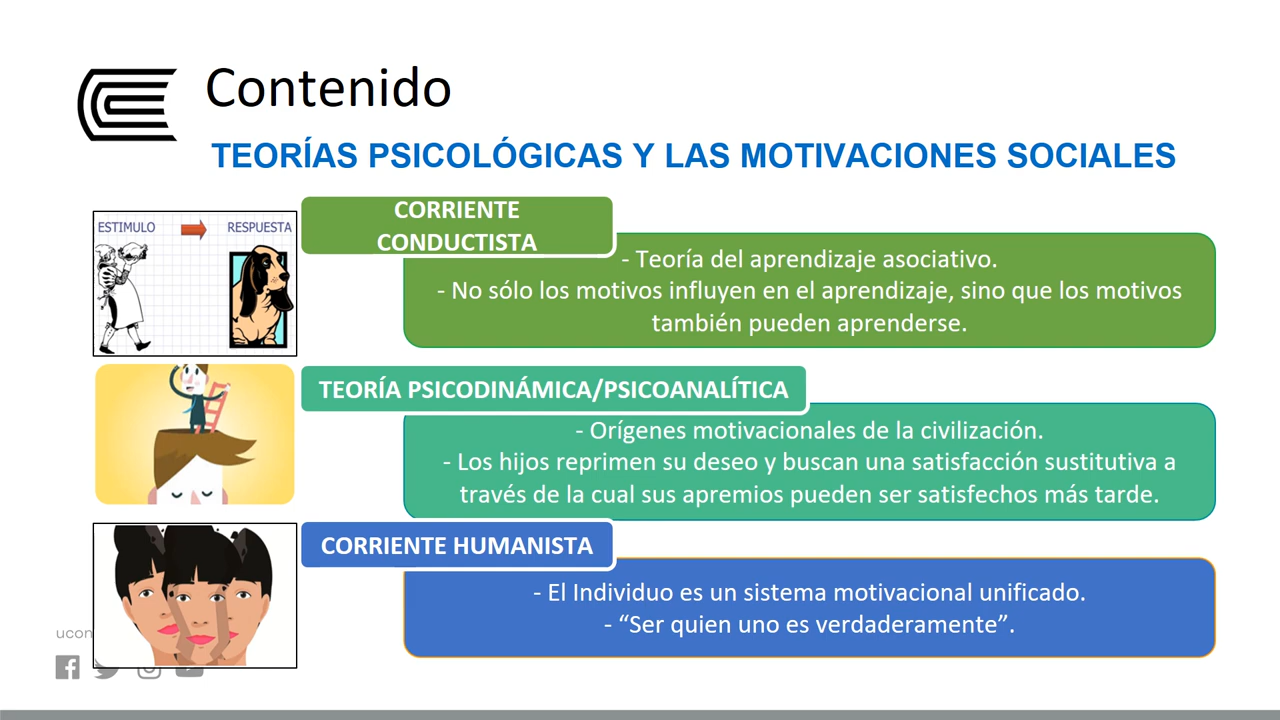 Contenido
TEORÍAS PSICOLÓGICAS Y LAS MOTIVACIONES SOCIALES
ESTIMULO
RESPUESTA
CORRIENTE
CONDUCTISTA
- Teoría del aprendizaje asociativo.
- No sólo los motivos influyen en el aprendizaje, sino que los motivos
también pueden aprenderse.
TEORÍA PSICODINÁMICA/PSICOANALÍTICA
- Orígenes motivacionales de la civilización.
- Los hijos reprimen su deseo y buscan una satisfacción sustitutiva a
través de la cual sus apremios pueden ser satisfechos más tarde.
CORRIENTE HUMANISTA
- El Individuo es un sistema motivacional unificado.
- “Ser quien uno es verdaderamente”.